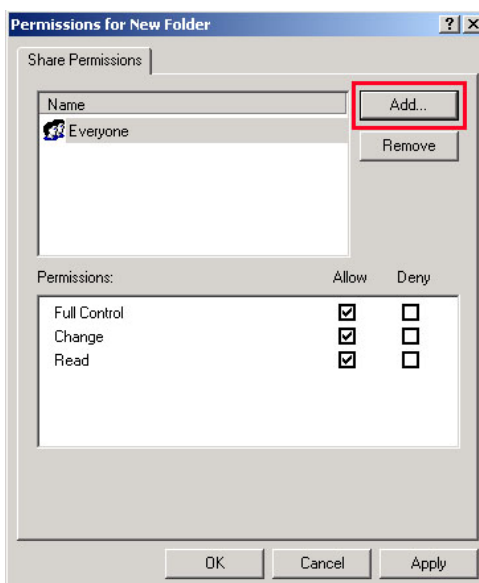 Permissions for New Folder
Share Permissions
Name
Add...
Everyone
Remove
Permissions: Allow Deny
Full Control
Change
Read
OK Cancel Apply